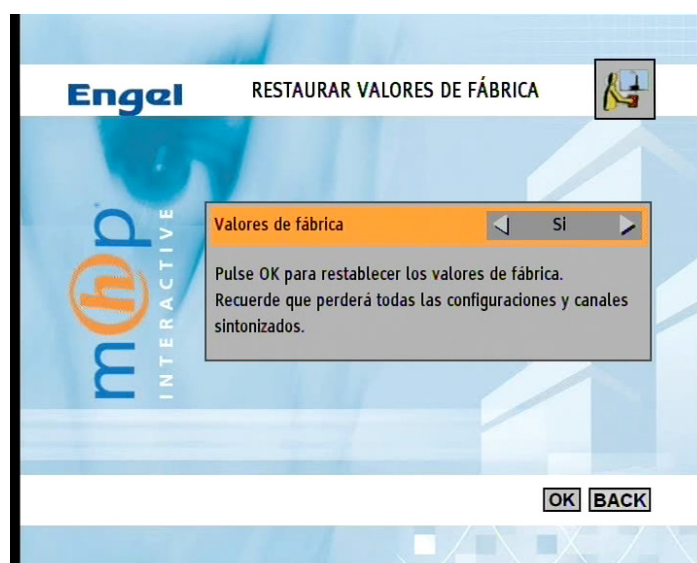 Engel
RESTAURAR VALORES DE FÁBRICA
mhp
INTERACTIVE
Valores de fábrica
Si
Pulse OK para restablecer los valores de fábrica.
Recuerde que perderá todas las configuraciones y canales
sintonizados.
OK BACK